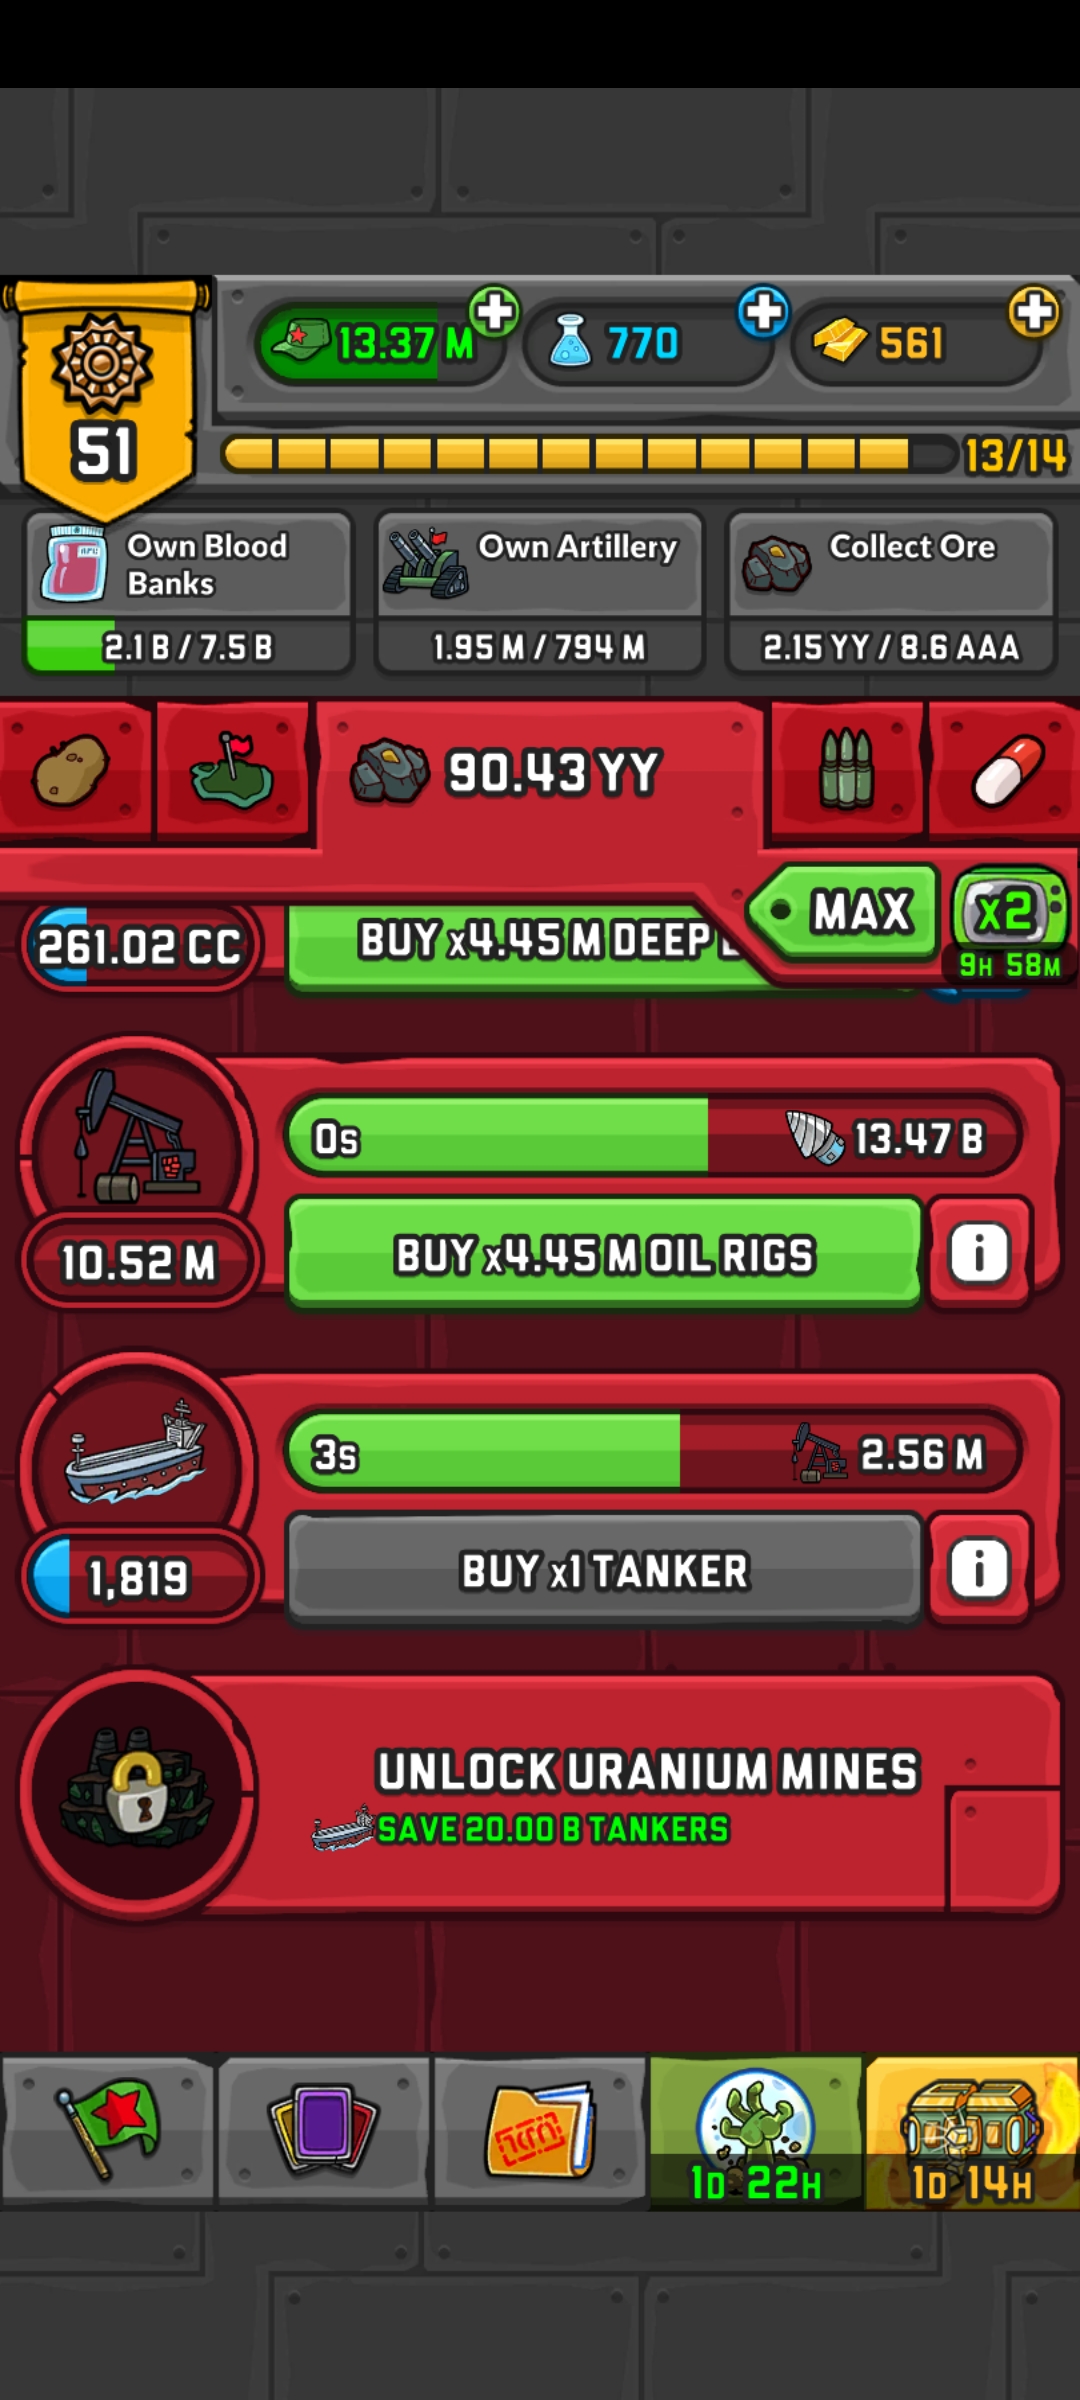 13.37 M
770
561
51
13/14
Own Blood
Banks
2.1 B / 7.5 B
Own Artillery
1.95 M / 794 M
Collect Ore
2.15 YY / 8.6 AAA
90.43 YY
MAX
x2
9H 58M
261.02 CC
BUY x4.45 M DEEP
0s
13.47 B
10.52 M
BUY x4.45 M OIL RIGS
3s
2.56 M
1,819
BUY x1 TANKER
UNLOCK URANIUM MINES
SAVE 20.00 B TANKERS
1D 22H
1D 14H